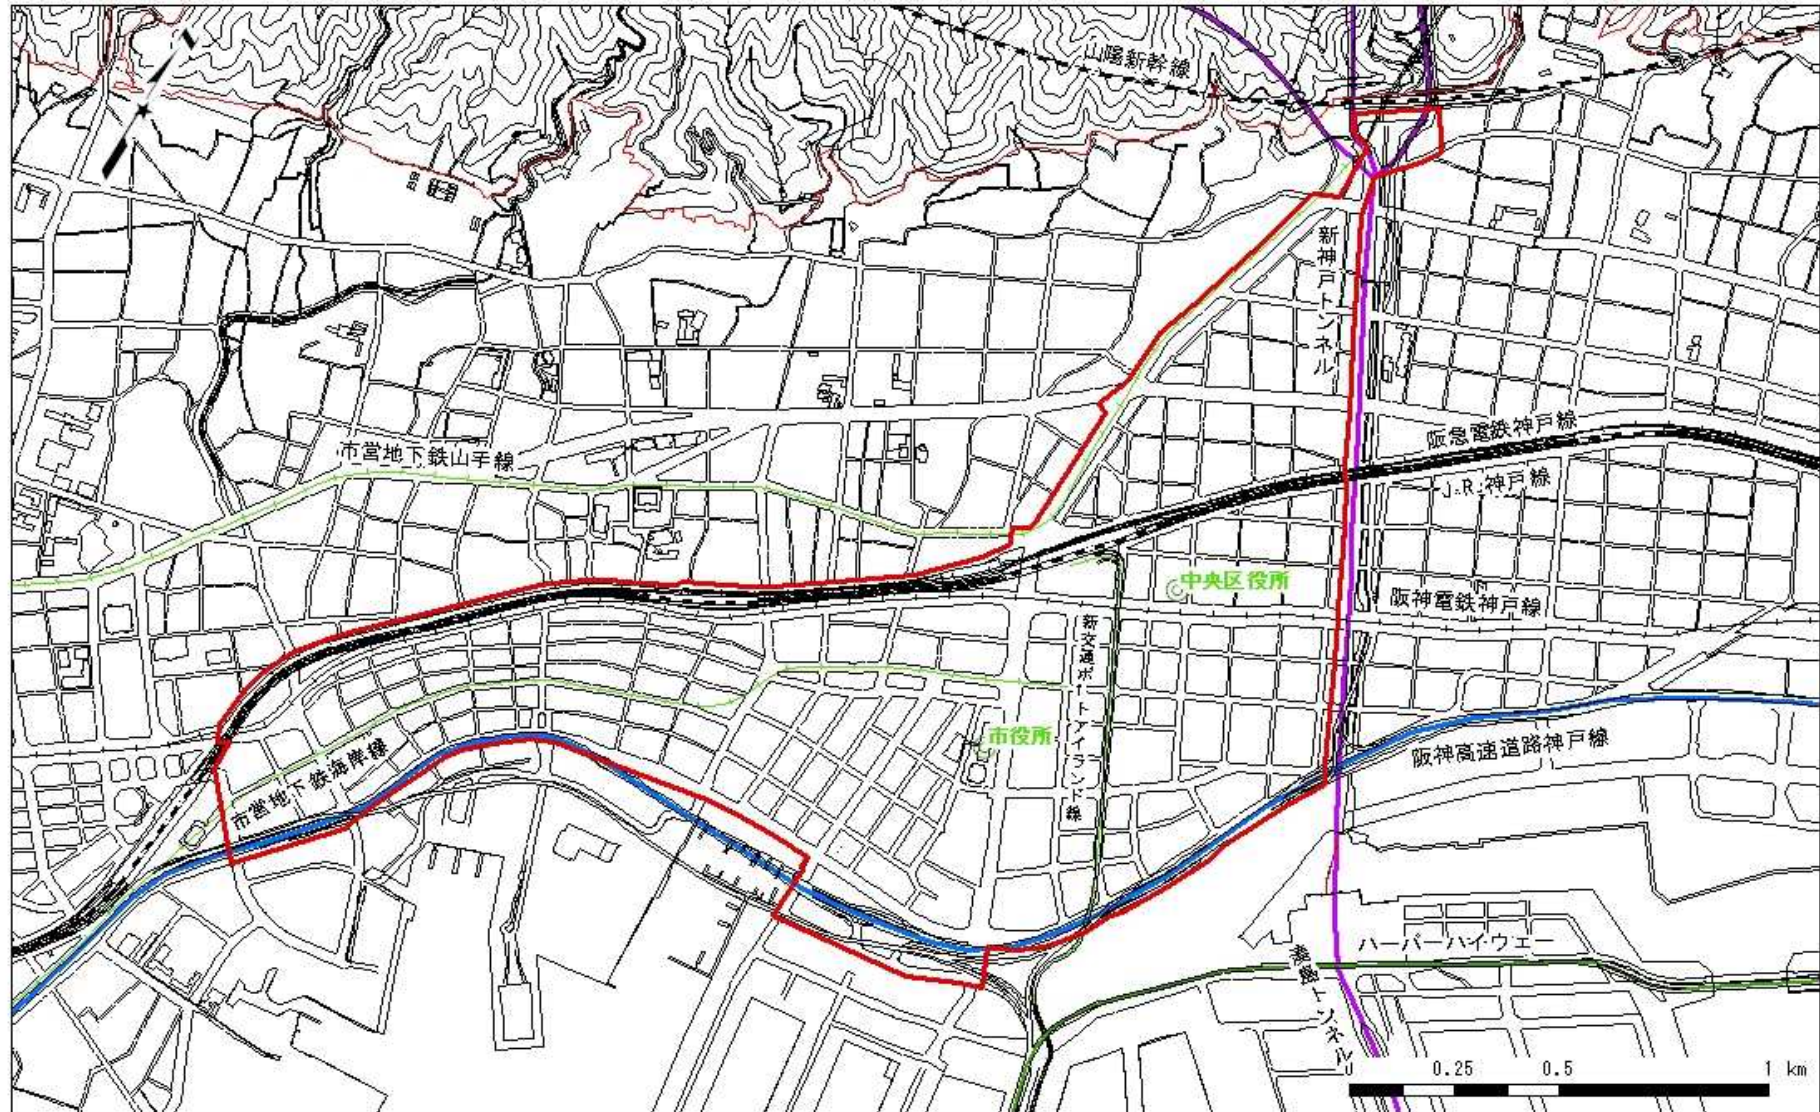 山陽新幹線
新神戸トンネル
阪急電鉄神戸線
市営地下鉄山手線
J.R.神戸線
中央区役所
阪神電鉄神戸線
新交通ポートアイランド線
市役所
市営地下鉄海岸線
阪神高速道路神戸線
ハーバーハイウェー
港島トンネル
0 0.25 0.5 1 km